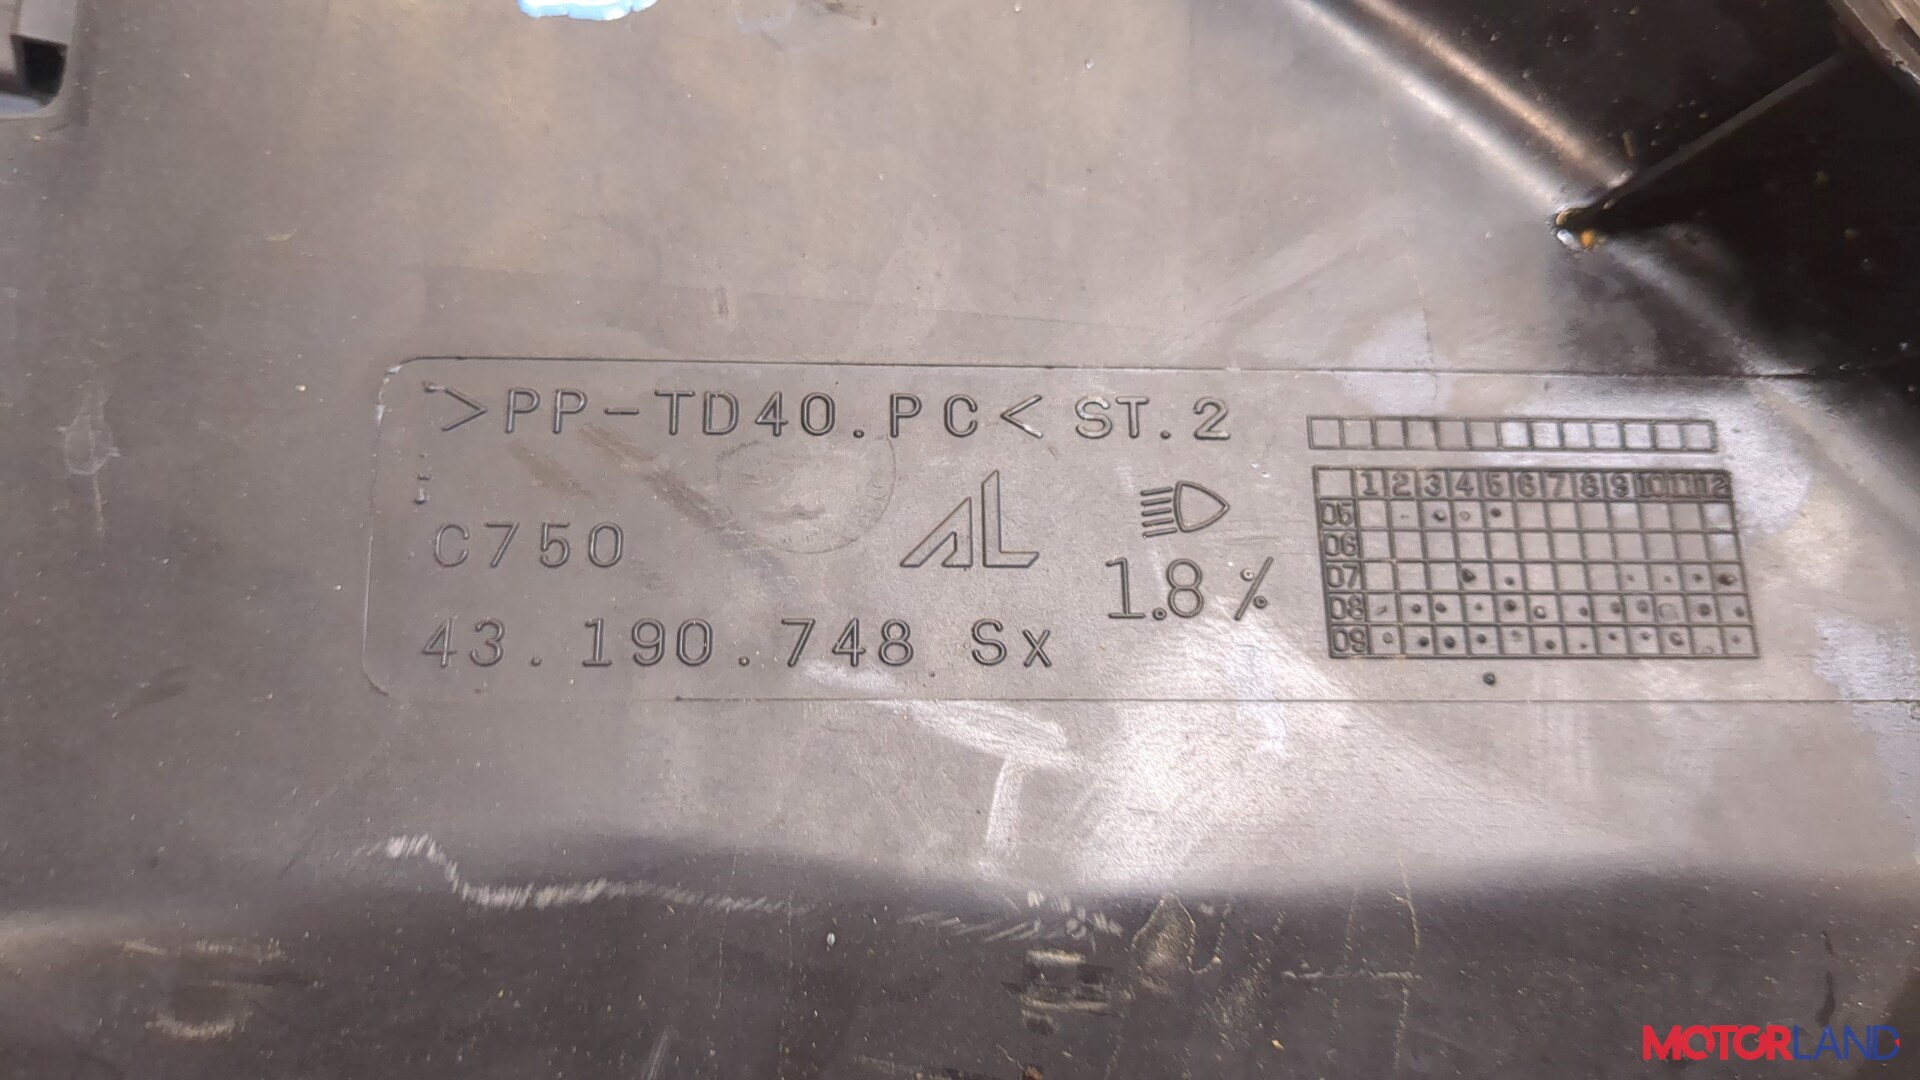 >PP-TD40.PC< ST.2
C750
AL
1.8 %
43.190.748 Sx
1 2 3 4 5 6 7 8 9 10 11 12
05
06
07
08
09
MOTORLAND